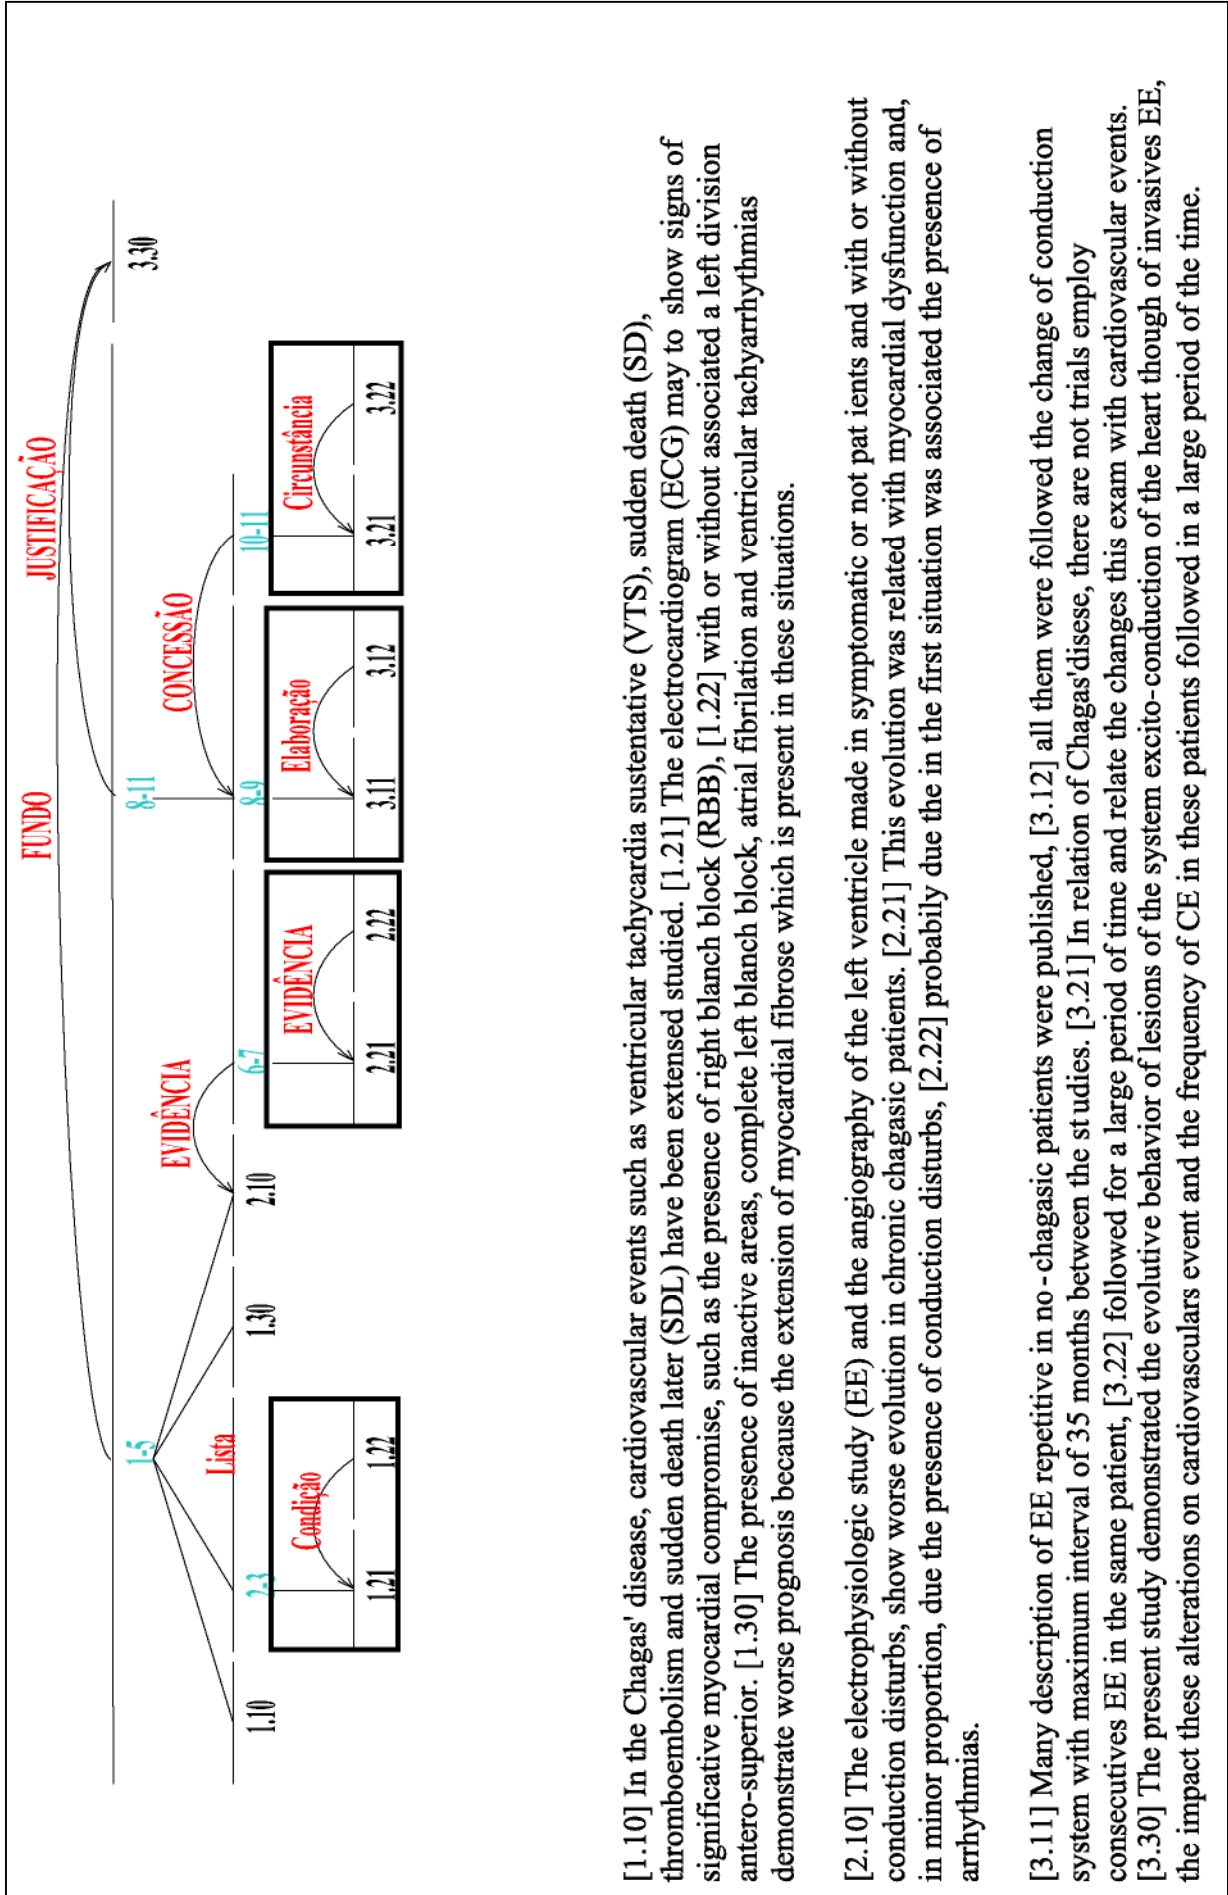 FUNDO
JUSTIFICAÇÃO
3.30
8-11
1-5
EVIDÊNCIA
CONCESSÃO
Lista
1.10
2-3
1.30
2.10
6-7
8-9
10-11
Condição
EVIDÊNCIA
Elaboração
Circunstância
1.21
1.22
2.21
2.22
3.11
3.12
3.21
3.22
[1.10] In the Chagas' disease, cardiovascular events such as ventricular tachycardia sustentative (VTS), sudden death (SD),
thromboembolism and sudden death later (SDL) have been extensed studied. [1.21] The electrocardiogram (ECG) may to show signs of
significative myocardial compromise, such as the presence of right blanch block (RBB), [1.22] with or without associated a left division
antero-superior. [1.30] The presence of inactive areas, complete left blanch block, atrial fibrilation and ventricular tachyarrhythmias
demonstrate worse prognosis because the extension of myocardial fibrose which is present in these situations.
[2.10] The electrophysiologic study (EE) and the angiography of the left ventricle made in symptomatic or not pat ients and with or without
conduction disturbs, show worse evolution in chronic chagasic patients. [2.21] This evolution was related with myocardial dysfunction and,
in minor proportion, due the presence of conduction disturbs, [2.22] probabily due the in the first situation was associated the presence of
arrhythmias.
[3.11] Many description of EE repetitive in no-chagasic patients were published, [3.12] all them were followed the change of conduction
system with maximum interval of 35 months between the studies. [3.21] In relation of Chagas'disese, there are not trials employ
consecutives EE in the same patient, [3.22] followed for a large period of time and relate the changes this exam with cardiovascular events.
[3.30] The present study demonstrated the evolutive behavior of lesions of the system excito-conduction of the heart though of invasives EE,
the impact these alterations on cardiovasculars event and the frequency of CE in these patients followed in a large period of the time.